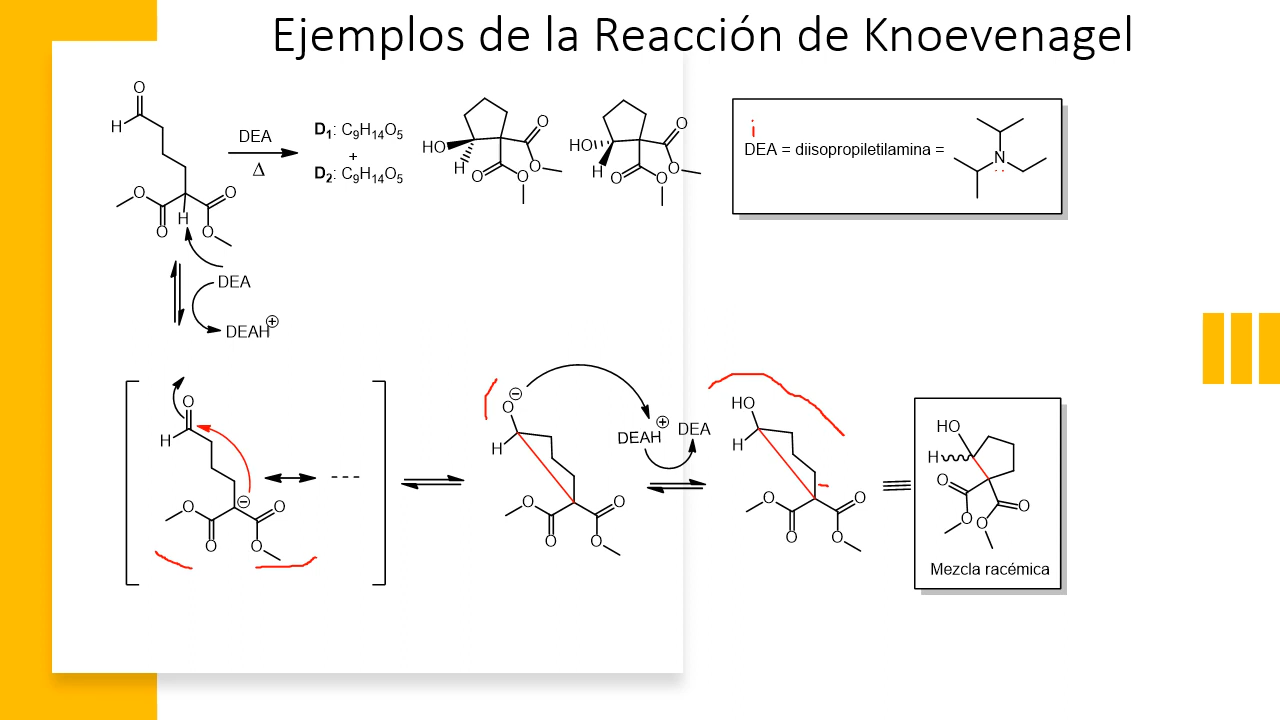 Ejemplos de la Reacción de Knoevenagel
O
H
DEA
Δ
D₁: C₉H₁₄O₅
+
D₂: C₉H₁₄O₅
HO
H
O
O
O
O
HO
H
O
O
O
O
i
DEA = diisopropiletilamina =
N
O
O
H
O
O
O
DEA
DEAH⊕
O
H
⊖
O
O
O
O
O⊖
H
O
O
O
O
DEAH⊕
DEA
HO
H
O
O
O
O
HO
H
O
O
O
O
Mezcla racémica